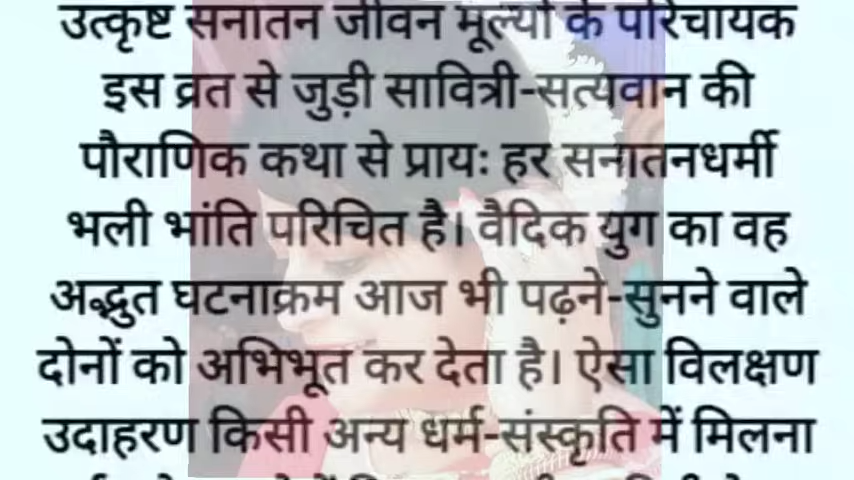 उत्कृष्ट सनातन जीवन मूल्यों के परिचायक
इस व्रत से जुड़ी सावित्री-सत्यवान की
पौराणिक कथा से प्रायः हर सनातनधर्मी
भली भांति परिचित है। वैदिक युग का वह
अद्भुत घटनाक्रम आज भी पढ़ने-सुनने वाले
दोनों को अभिभूत कर देता है। ऐसा विलक्षण
उदाहरण किसी अन्य धर्म-संस्कृति में मिलना